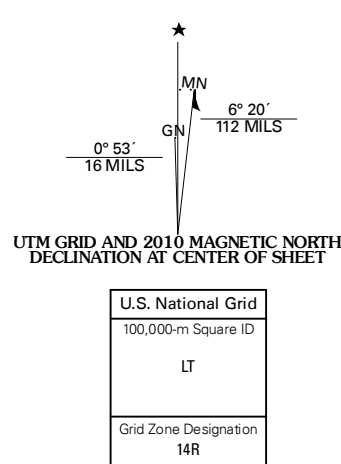 MN
GN
6° 20´
112 MILS
0° 53´
16 MILS
UTM GRID AND 2010 MAGNETIC NORTH
DECLINATION AT CENTER OF SHEET
U.S. National Grid
100,000-m Square ID
LT
Grid Zone Designation
14R